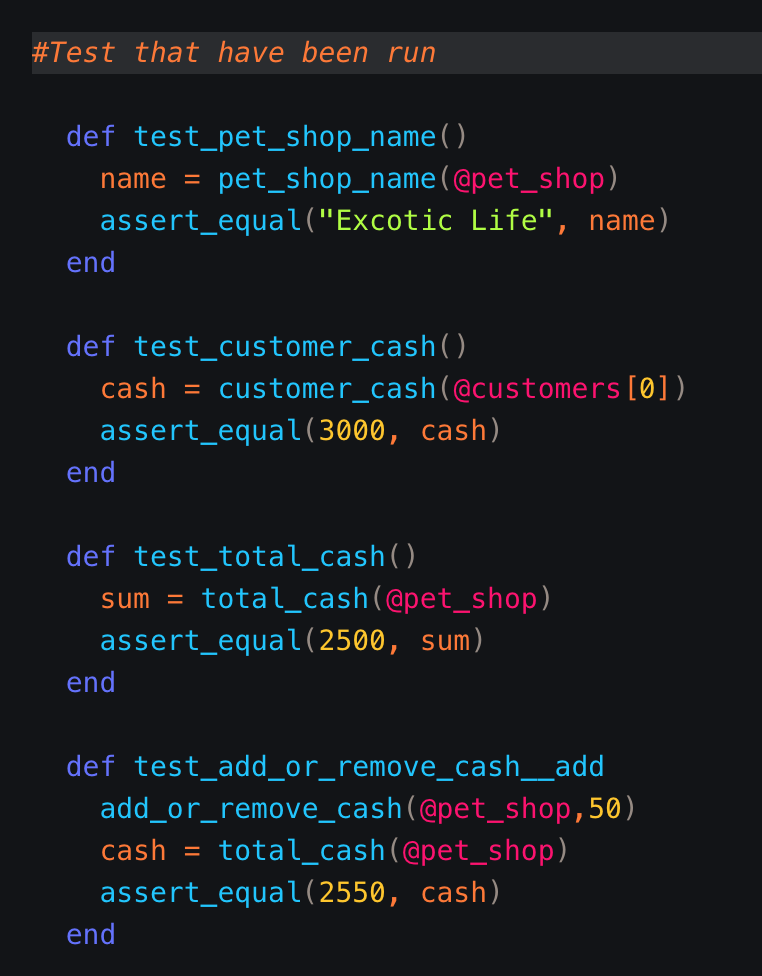 #Test that have been run
def test_pet_shop_name()
name = pet_shop_name(@pet_shop)
assert_equal("Excotic Life", name)
end
def test_customer_cash()
cash = customer_cash(@customers[0])
assert_equal(3000, cash)
end
def test_total_cash()
sum = total_cash(@pet_shop)
assert_equal(2500, sum)
end
def test_add_or_remove_cash__add
add_or_remove_cash(@pet_shop,50)
cash = total_cash(@pet_shop)
assert_equal(2550, cash)
end